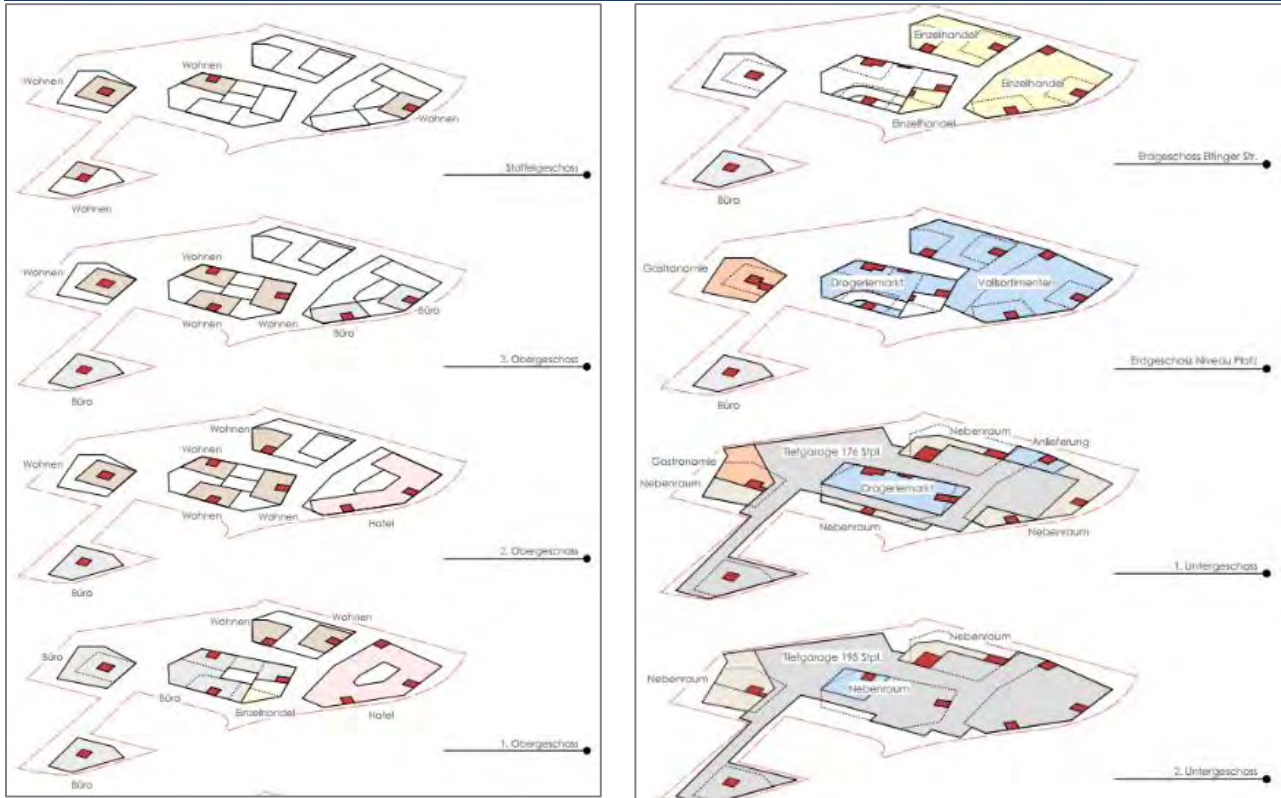 Wohnen
Wohnen
Wohnen
Staffelgeschoss
Wohnen
Wohnen
Wohnen
Büro
Wohnen
Wohnen
Büro
3. Obergeschoss
Büro
Wohnen
Wohnen
Wohnen
Wohnen
Wohnen
Hotel
2. Obergeschoss
Büro
Wohnen
Wohnen
Büro
Büro
Einzelhandel
Hotel
1. Obergeschoss
Büro
Einzelhandel
Einzelhandel
Einzelhandel
Erdgeschoss Ettinger Str.
Büro
Gastronomie
Drogeriemarkt
Vollsortimenter
Erdgeschoss Niveau Platz
Büro
Nebenraum
Anlieferung
Tiefgarage 176 Stpl.
Gastronomie
Nebenraum
Drogeriemarkt
Nebenraum
Nebenraum
1. Untergeschoss
Nebenraum
Tiefgarage 195 Stpl.
Nebenraum
Nebenraum
2. Untergeschoss